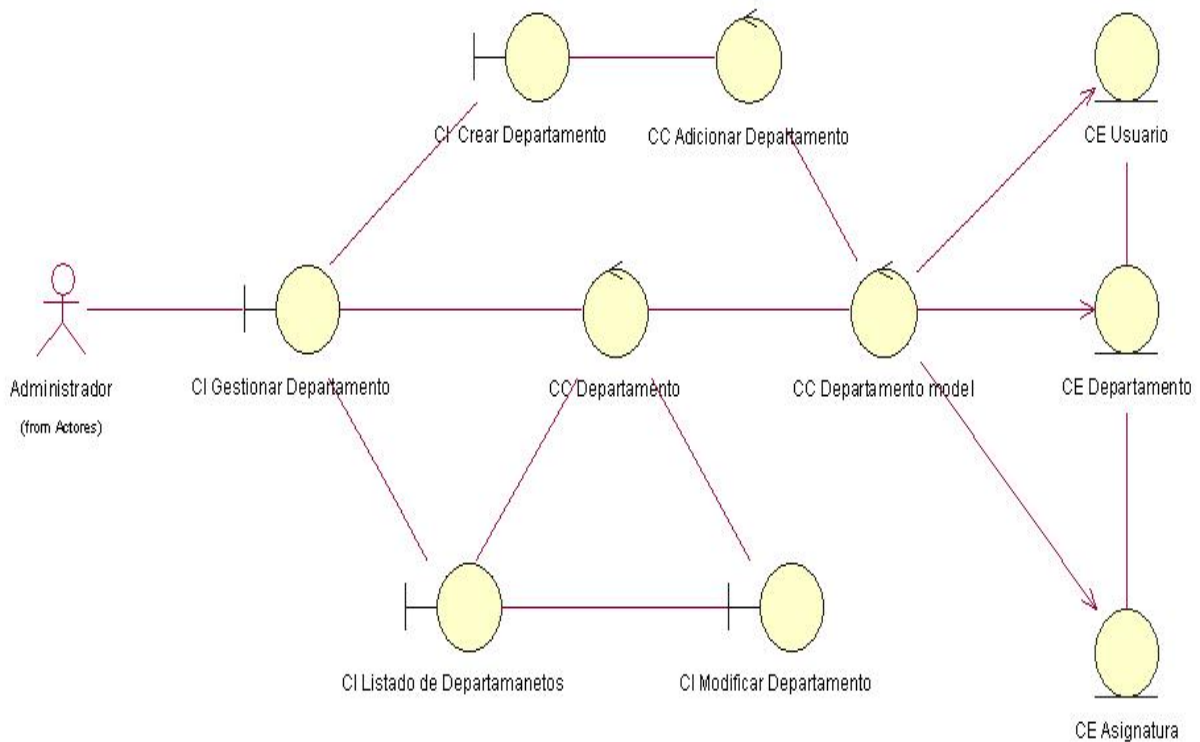 CI Crear Departamento
CC Adicionar Departamento
CE Usuario
Administrador
(from Actores)
CI Gestionar Departamento
CC Departamento
CC Departamento model
CE Departamento
CI Listado de Departamanetos
CI Modificar Departamento
CE Asignatura